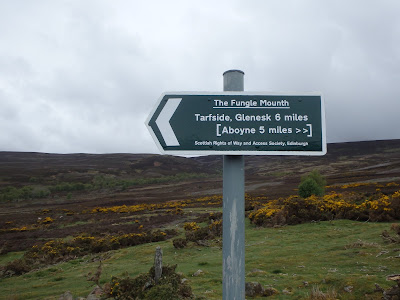 The Fungle Mounth
Tarfside, Glenesk 6 miles
[Aboyne 5 miles >>]
Scottish Rights of Way and Access Society, Edinburgh